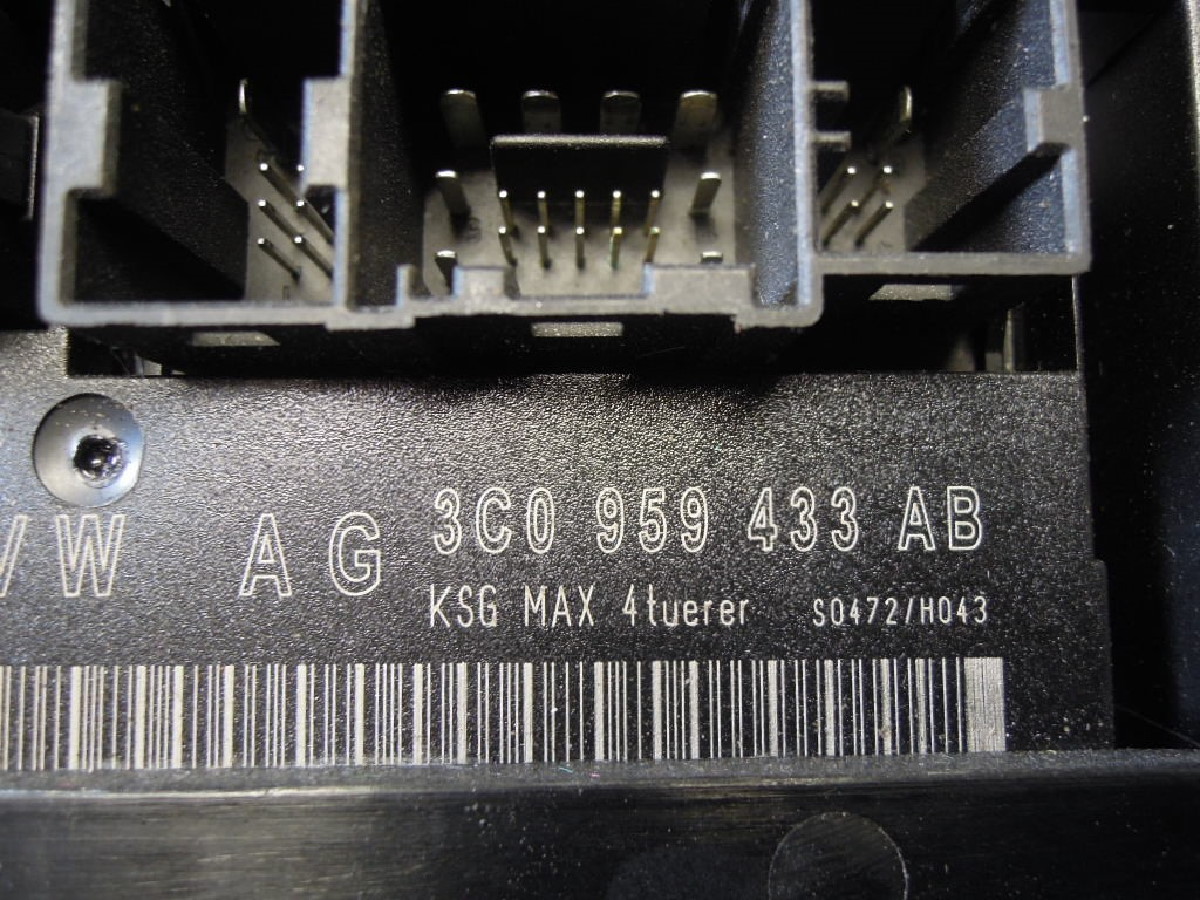 VW AG 3C0 959 433 AB
KSG MAX 4tuerer S0472/H043